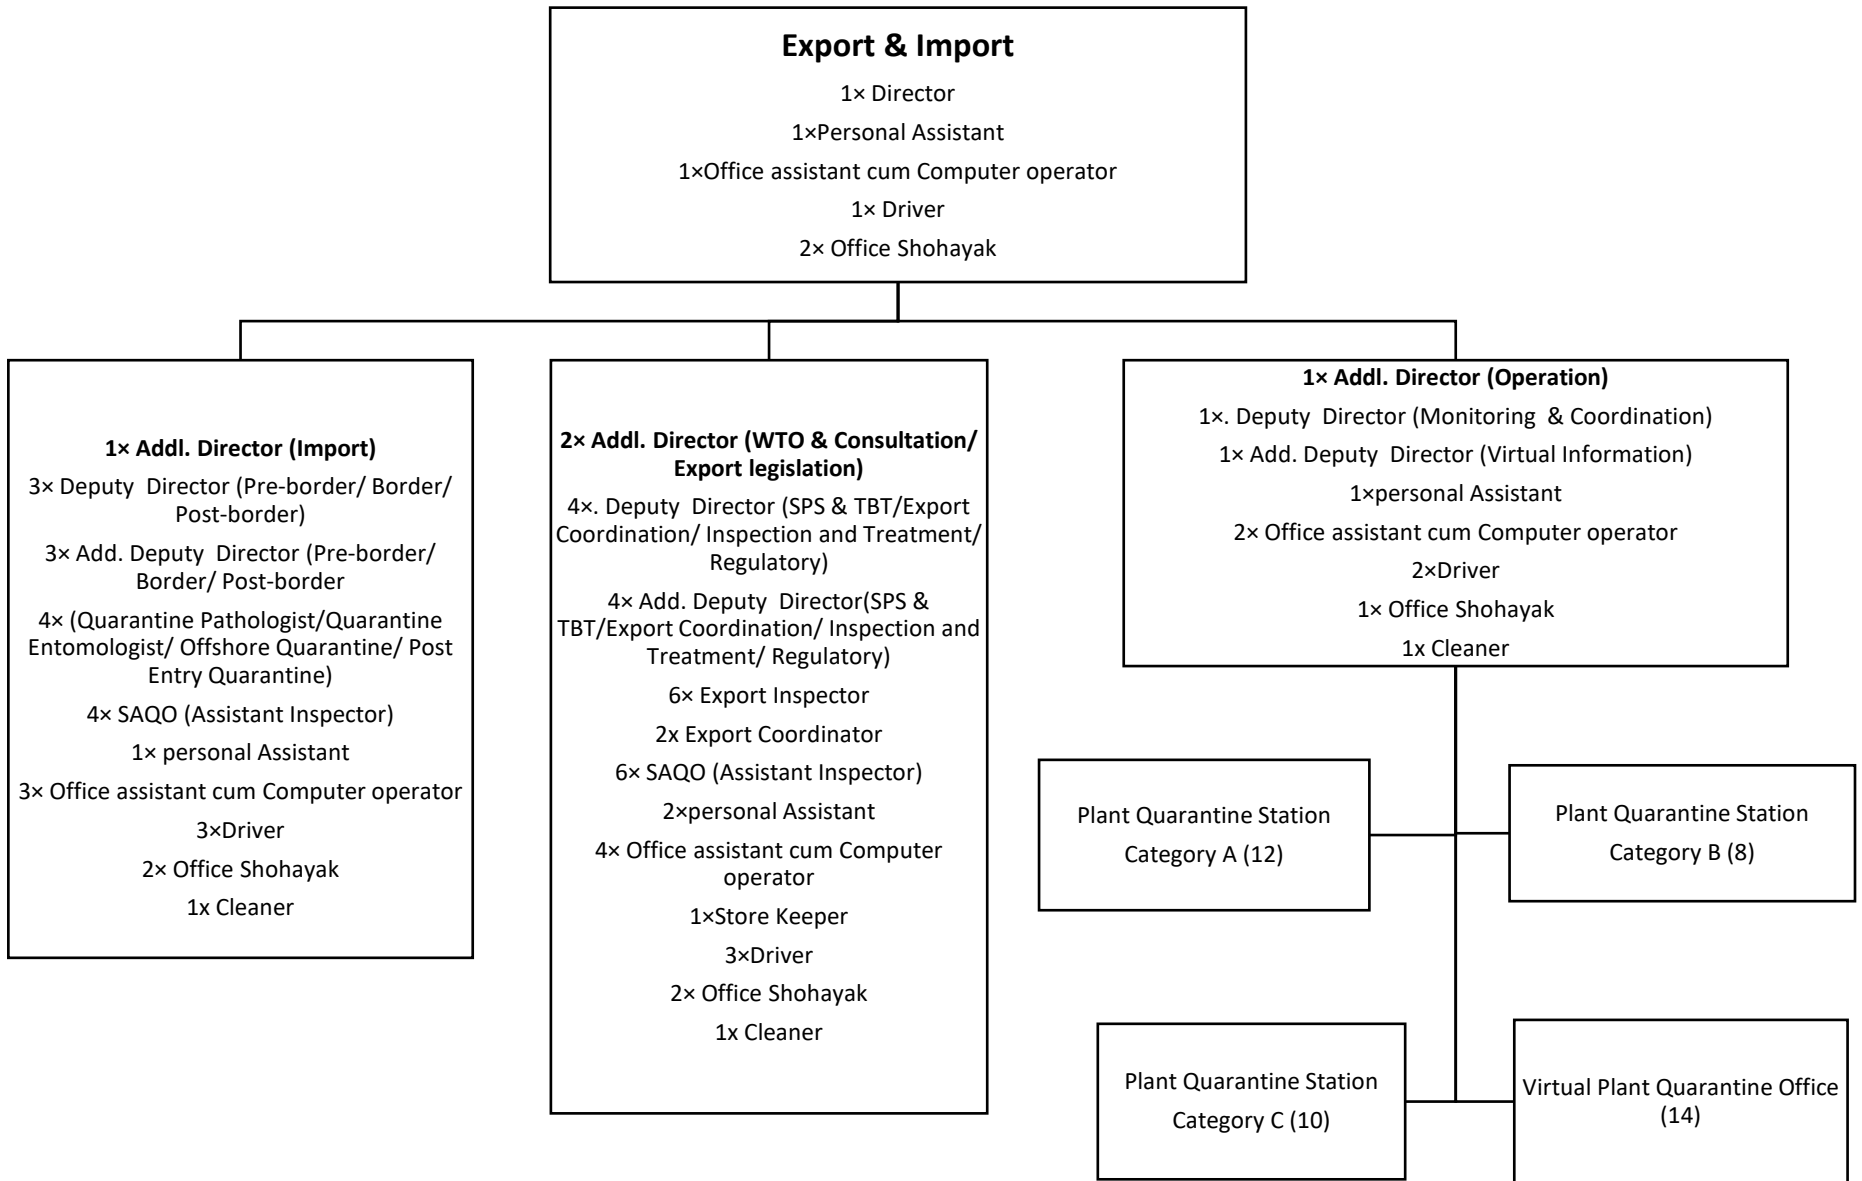 Export & Import
1× Director
1×Personal Assistant
1×Office assistant cum Computer operator
1× Driver
2× Office Shohayak
1× Addl. Director (Import)
3× Deputy Director (Pre-border/ Border/
Post-border)
3× Add. Deputy Director (Pre-border/
Border/ Post-border
4× (Quarantine Pathologist/Quarantine
Entomologist/ Offshore Quarantine/ Post
Entry Quarantine)
4× SAQO (Assistant Inspector)
1× personal Assistant
3× Office assistant cum Computer operator
3×Driver
2× Office Shohayak
1x Cleaner
2× Addl. Director (WTO & Consultation/
Export legislation)
4×. Deputy Director (SPS & TBT/Export
Coordination/ Inspection and Treatment/
Regulatory)
4× Add. Deputy Director(SPS &
TBT/Export Coordination/ Inspection and
Treatment/ Regulatory)
6× Export Inspector
2x Export Coordinator
6× SAQO (Assistant Inspector)
2×personal Assistant
4× Office assistant cum Computer
operator
1×Store Keeper
3×Driver
2× Office Shohayak
1x Cleaner
1× Addl. Director (Operation)
1×. Deputy Director (Monitoring & Coordination)
1× Add. Deputy Director (Virtual Information)
1×personal Assistant
2× Office assistant cum Computer operator
2×Driver
1× Office Shohayak
1x Cleaner
Plant Quarantine Station
Category A (12)
Plant Quarantine Station
Category B (8)
Plant Quarantine Station
Category C (10)
Virtual Plant Quarantine Office
(14)